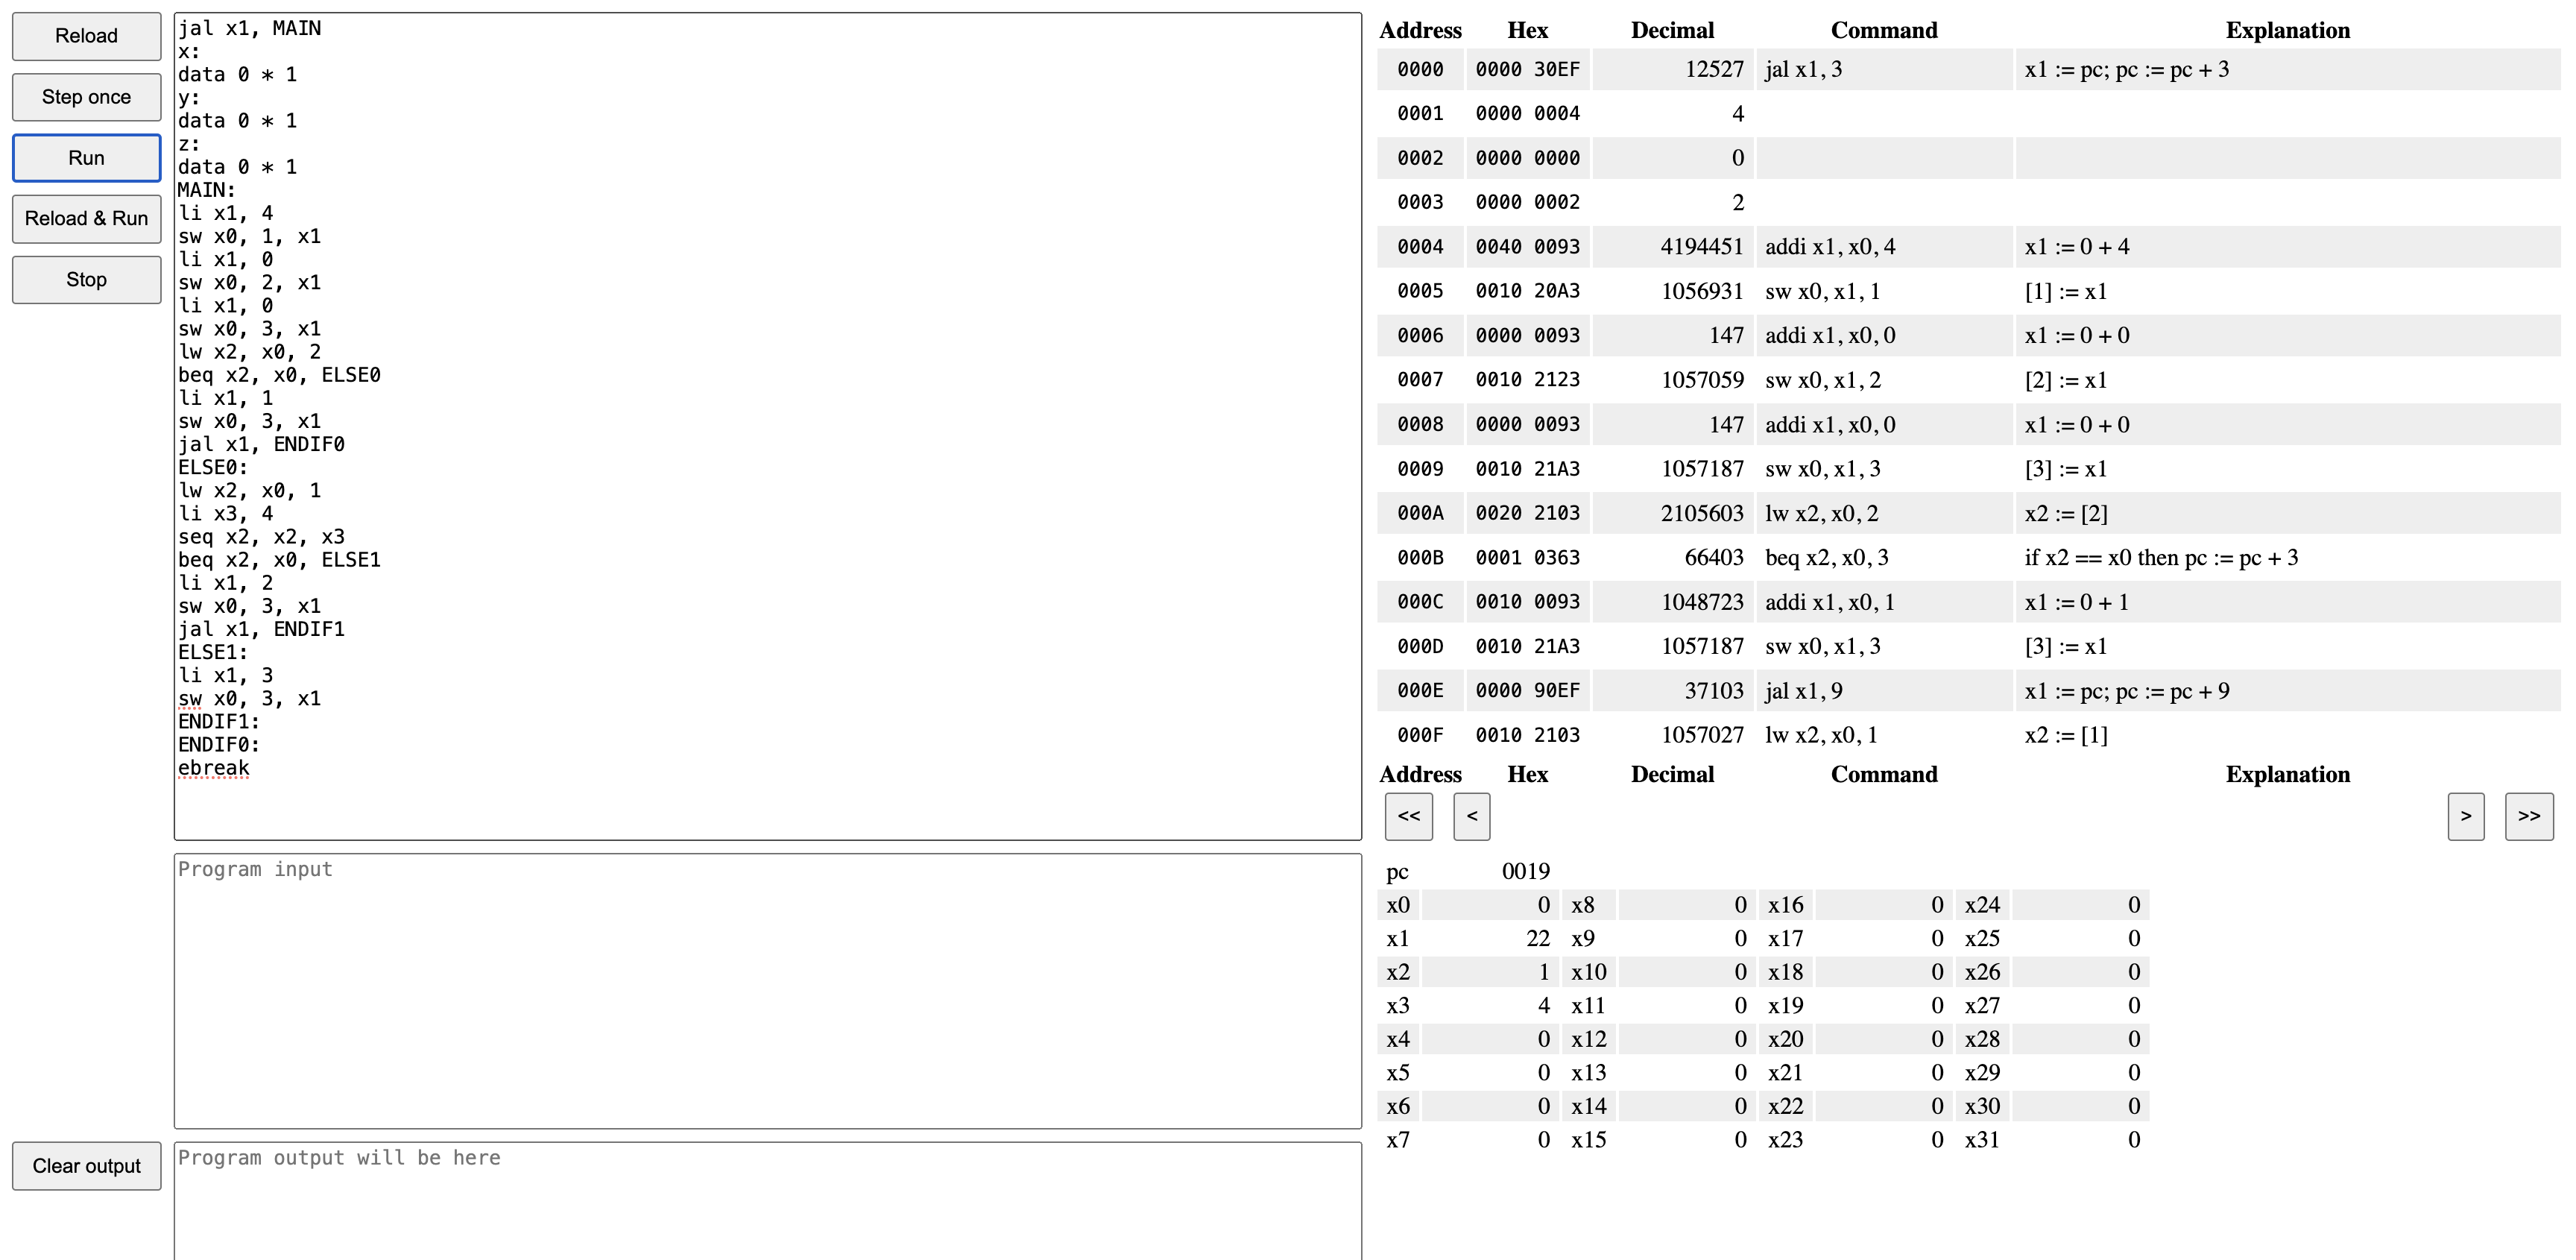 Reload
Step once
Run
Reload & Run
Stop
jal x1, MAIN
x:
data 0 * 1
y:
data 0 * 1
z:
data 0 * 1
MAIN:
li x1, 4
sw x0, 1, x1
li x1, 0
sw x0, 2, x1
li x1, 0
sw x0, 3, x1
lw x2, x0, 2
beq x2, x0, ELSE0
li x1, 1
sw x0, 3, x1
jal x1, ENDIF0
ELSE0:
lw x2, x0, 1
li x3, 4
seq x2, x2, x3
beq x2, x0, ELSE1
li x1, 2
sw x0, 3, x1
jal x1, ENDIF1
ELSE1:
li x1, 3
sw x0, 3, x1
ENDIF1:
ENDIF0:
ebreak
Program input
Clear output
Program output will be here
Address Hex Decimal Command Explanation
0000 0000 30EF 12527 jal x1, 3 x1 := pc; pc := pc + 3
0001 0000 0004 4
0002 0000 0000 0
0003 0000 0002 2
0004 0040 0093 4194451 addi x1, x0, 4 x1 := 0 + 4
0005 0010 20A3 1056931 sw x0, x1, 1 [1] := x1
0006 0000 0093 147 addi x1, x0, 0 x1 := 0 + 0
0007 0010 2123 1057059 sw x0, x1, 2 [2] := x1
0008 0000 0093 147 addi x1, x0, 0 x1 := 0 + 0
0009 0010 21A3 1057187 sw x0, x1, 3 [3] := x1
000A 0020 2103 2105603 lw x2, x0, 2 x2 := [2]
000B 0001 0363 66403 beq x2, x0, 3 if x2 == x0 then pc := pc + 3
000C 0010 0093 1048723 addi x1, x0, 1 x1 := 0 + 1
000D 0010 21A3 1057187 sw x0, x1, 3 [3] := x1
000E 0000 90EF 37103 jal x1, 9 x1 := pc; pc := pc + 9
000F 0010 2103 1057027 lw x2, x0, 1 x2 := [1]
Address Hex Decimal Command Explanation
<< < > >>
pc 0019
x0 0 x8 0 x16 0 x24 0
x1 22 x9 0 x17 0 x25 0
x2 1 x10 0 x18 0 x26 0
x3 4 x11 0 x19 0 x27 0
x4 0 x12 0 x20 0 x28 0
x5 0 x13 0 x21 0 x29 0
x6 0 x14 0 x22 0 x30 0
x7 0 x15 0 x23 0 x31 0